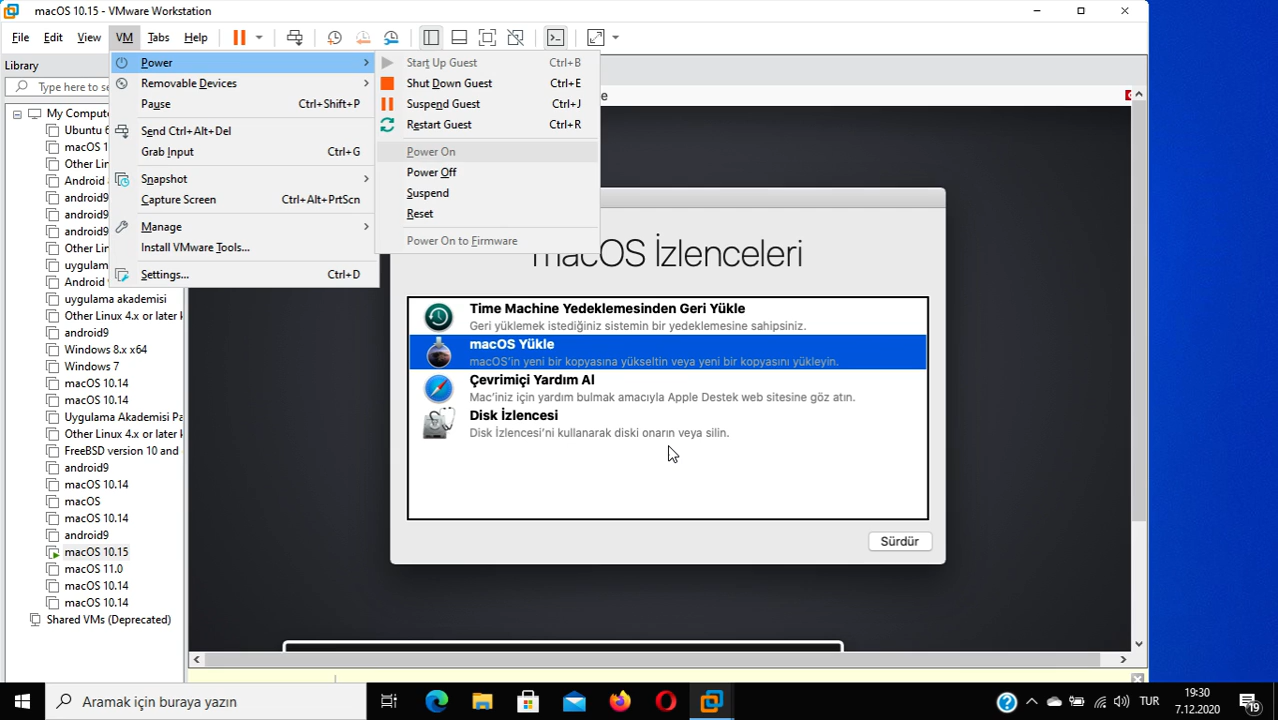 macOS 10.15 - VMware Workstation
File Edit View VM Tabs Help
Library
Type here to se
My Compute
Ubuntu 6
macOS 1
Other Lin
Android
android9
android9
android9
Other Lin
uygulam
Android
uygulama akademisi
Other Linux 4.x or later k
android9
Windows 8.x x64
Windows 7
macOS 10.14
macOS 10.14
Uygulama Akademisi Pa
Other Linux 4.x or later k
FreeBSD version 10 and
android9
macOS 10.14
macOS
macOS 10.14
android9
macOS 10.15
macOS 11.0
macOS 10.14
macOS 10.14
Shared VMs (Deprecated)
Power
Removable Devices
Pause Ctrl+Shift+P
Send Ctrl+Alt+Del
Grab Input Ctrl+G
Snapshot
Capture Screen Ctrl+Alt+PrtScn
Manage
Install VMware Tools...
Settings... Ctrl+D
Start Up Guest Ctrl+B
Shut Down Guest Ctrl+E
Suspend Guest Ctrl+J
Restart Guest Ctrl+R
Power On
Power Off
Suspend
Reset
Power On to Firmware
macOS İzlenceleri
Time Machine Yedeklemesinden Geri Yükle
Geri yüklemek istediğiniz sistemin bir yedeklemesine sahipsiniz.
macOS Yükle
macOS'in yeni bir kopyasına yükseltin veya yeni bir kopyasını yükleyin.
Çevrimiçi Yardım Al
Mac'iniz için yardım bulmak amacıyla Apple Destek web sitesine göz atın.
Disk İzlencesi
Disk İzlencesi'ni kullanarak diski onarın veya silin.
Sürdür
Aramak için buraya yazın
TUR
19:30
7.12.2020
19